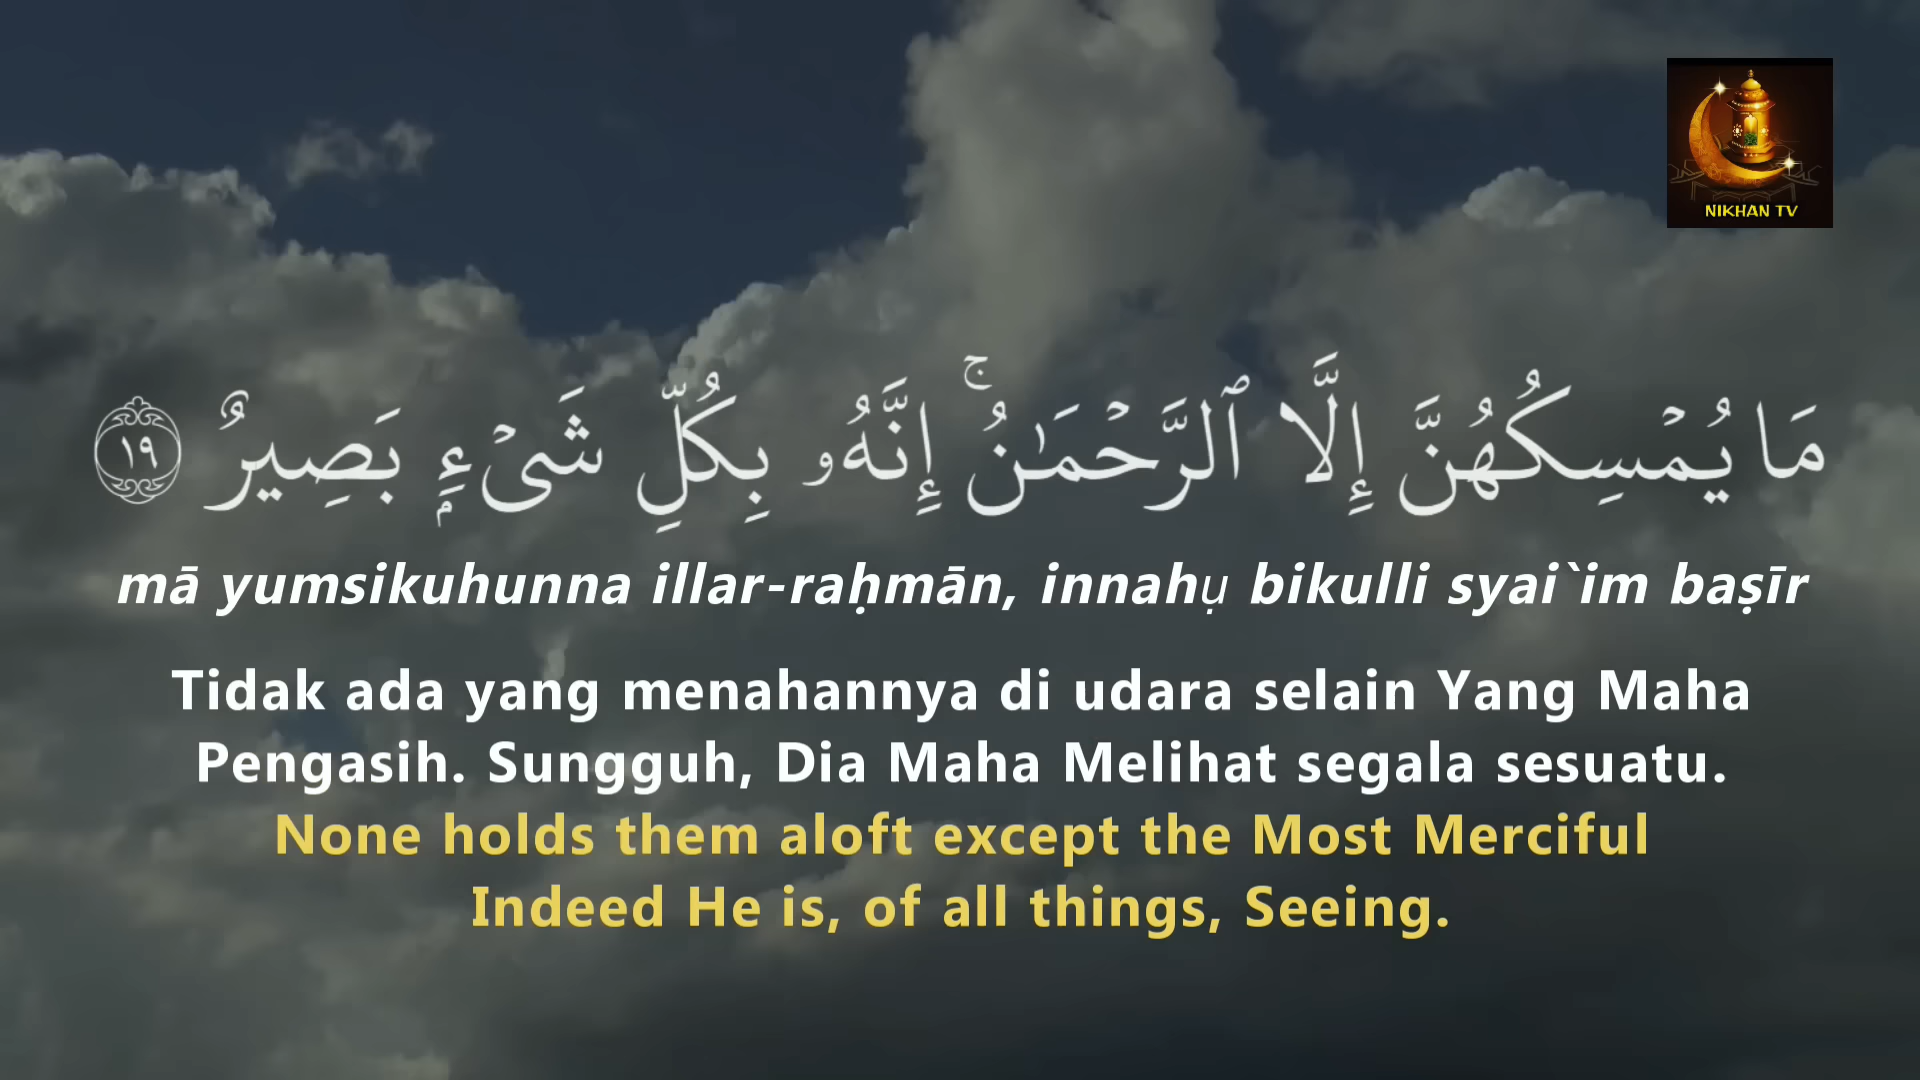 NIKHAN TV
مَا يُمْسِكُهُنَّ إِلَّا ٱلرَّحْمَـٰنُ ۚ إِنَّهُۥ بِكُلِّ شَىْءٍۭ بَصِيرٌ ١٩
mā yumsikuhunna illar-raḥmān, innahụ bikulli syai`im baṣīr
Tidak ada yang menahannya di udara selain Yang Maha
Pengasih. Sungguh, Dia Maha Melihat segala sesuatu.
None holds them aloft except the Most Merciful
Indeed He is, of all things, Seeing.